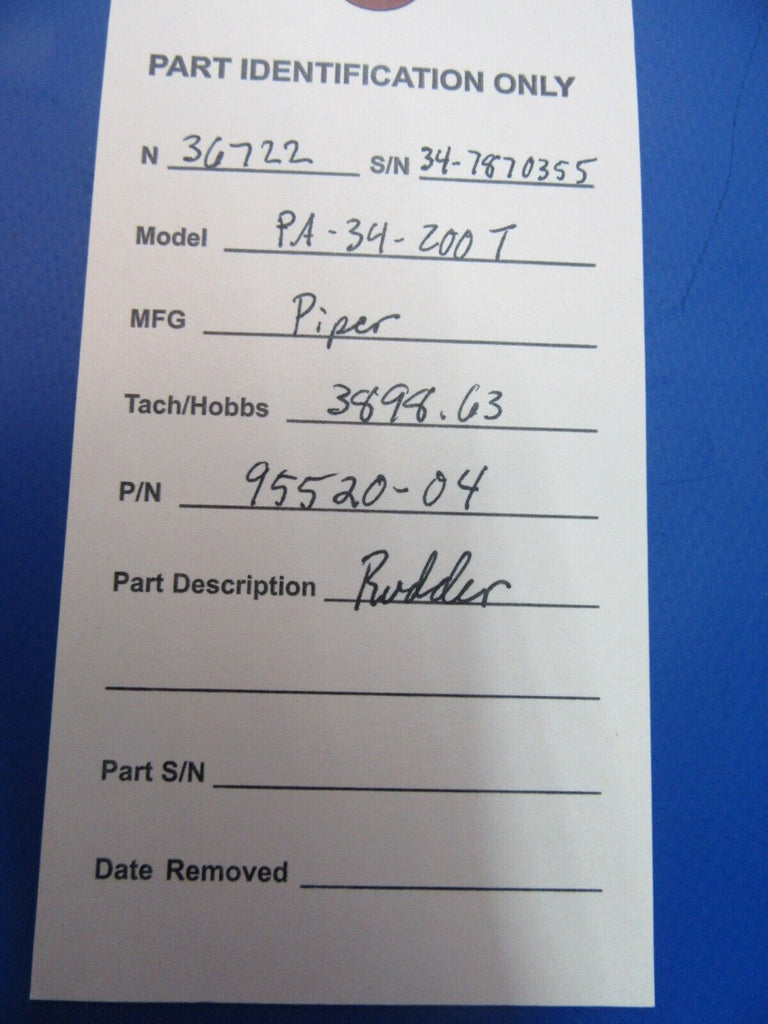 PART IDENTIFICATION ONLY
N 36722 S/N 34-7870355
Model PA-34-200T
MFG Piper
Tach/Hobbs 3898.63
P/N 95520-04
Part Description Rudder
Part S/N
Date Removed